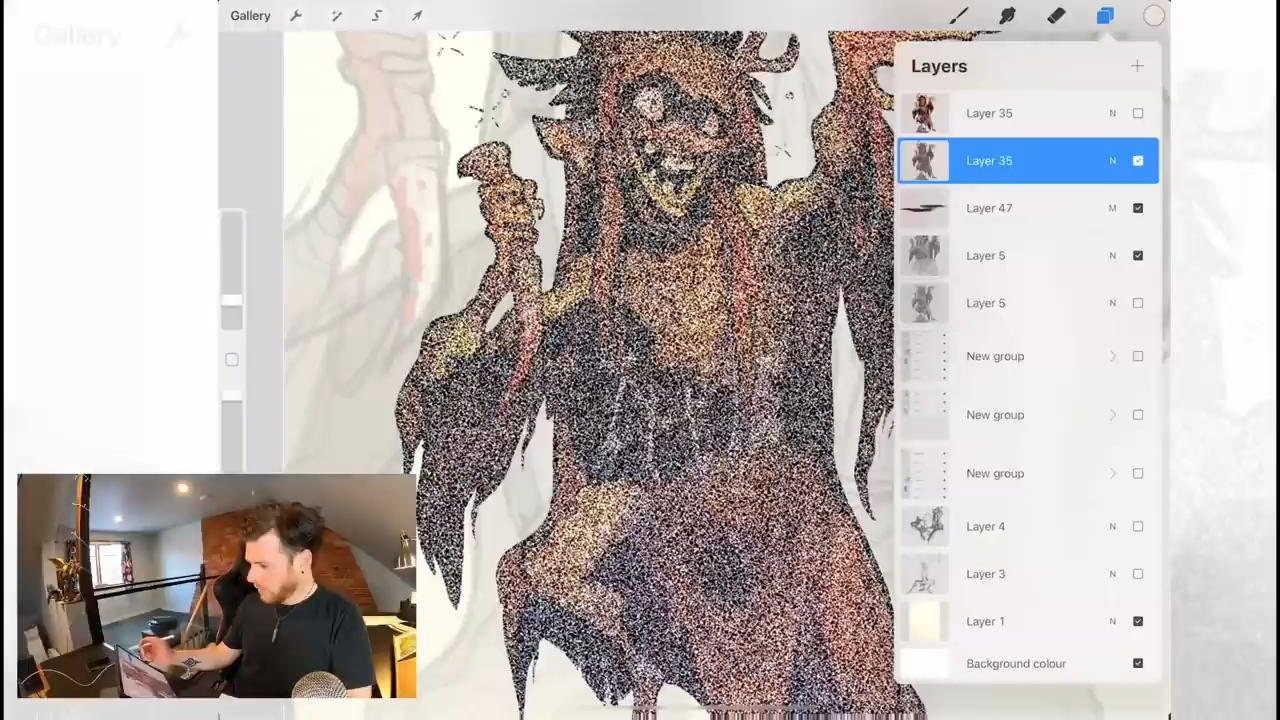 Gallery
Gallery
Layers
Layer 35 N
Layer 35 N
Layer 47 M
Layer 5 N
Layer 5 N
New group
New group
New group
Layer 4 N
Layer 3 N
Layer 1 N
Background colour